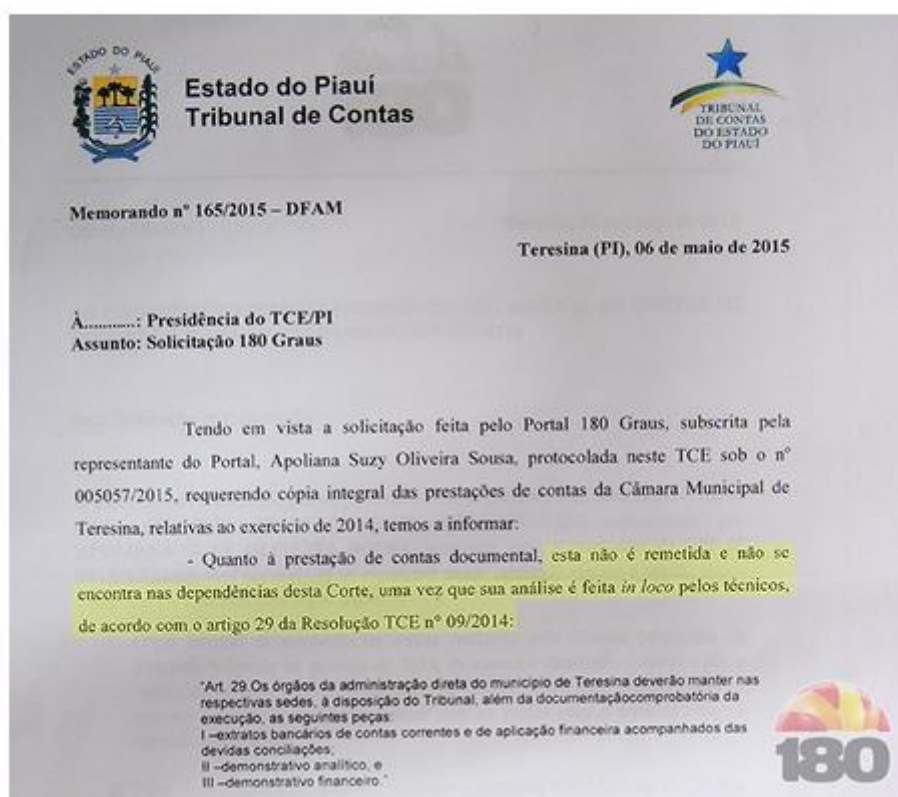 ESTADO DO PIAUÍ
Estado do Piauí
Tribunal de Contas
TRIBUNAL
DE CONTAS
DO ESTADO
DO PIAUÍ
Memorando nº 165/2015 – DFAM
Teresina (PI), 06 de maio de 2015
À...........: Presidência do TCE/PI
Assunto: Solicitação 180 Graus
Tendo em vista a solicitação feita pelo Portal 180 Graus, subscrita pela
representante do Portal, Apoliana Suzy Oliveira Sousa, protocolada neste TCE sob o nº
005057/2015, requerendo cópia integral das prestações de contas da Câmara Municipal de
Teresina, relativas ao exercício de 2014, temos a informar:
- Quanto à prestação de contas documental, esta não é remetida e não se
encontra nas dependências desta Corte, uma vez que sua análise é feita in loco pelos técnicos,
de acordo com o artigo 29 da Resolução TCE nº 09/2014:
"Art. 29.Os órgãos da administração direta do município de Teresina deverão manter nas
respectivas sedes, à disposição do Tribunal, além da documentaçãocomprobatória da
execução, as seguintes peças:
I –extratos bancários de contas correntes e de aplicação financeira acompanhados das
devidas conciliações;
II –demonstrativo analítico, e
III –demonstrativo financeiro."
180